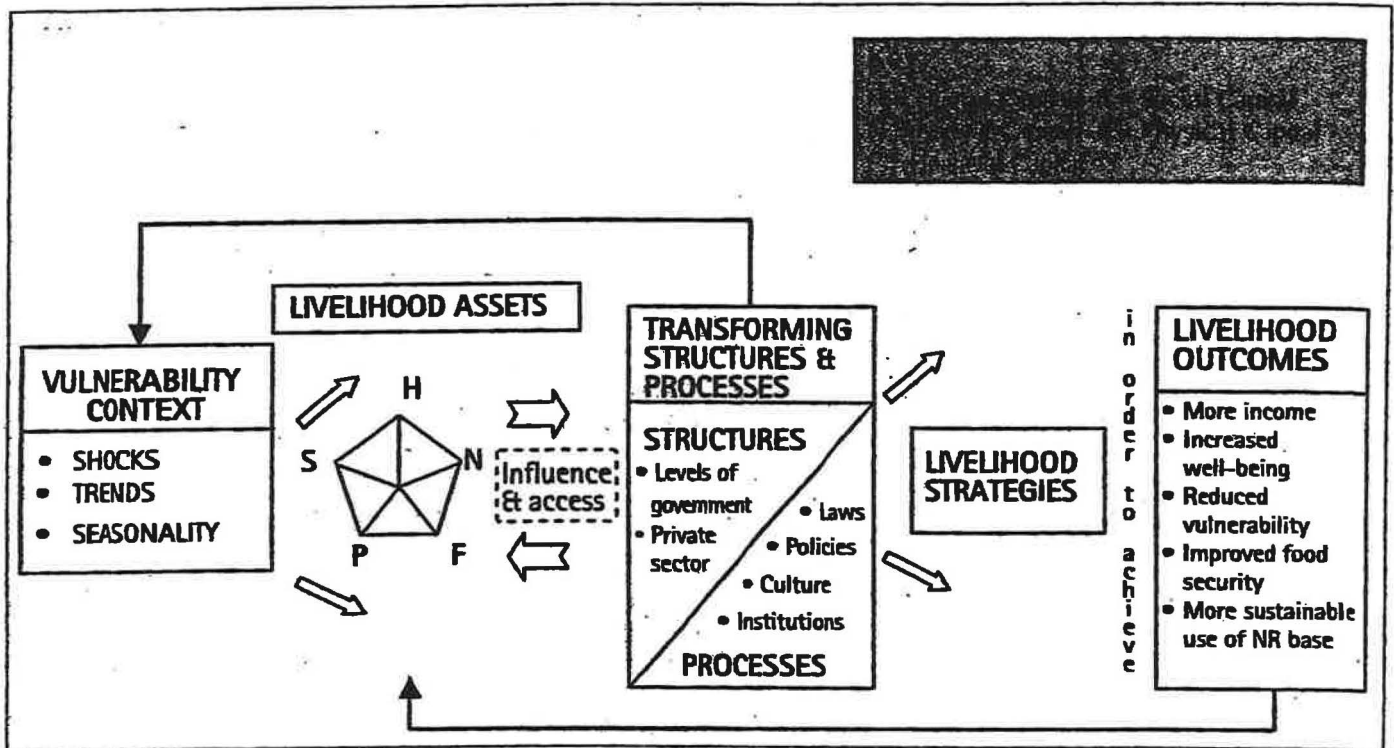 LIVELIHOOD ASSETS
VULNERABILITY
CONTEXT
• SHOCKS
• TRENDS
• SEASONALITY
H
S
N
P
F
Influence
& access
TRANSFORMING
STRUCTURES &
PROCESSES
STRUCTURES
• Levels of
government
• Private
sector
• Laws
• Policies
• Culture
• Institutions
PROCESSES
LIVELIHOOD
STRATEGIES
in order to achieve
LIVELIHOOD
OUTCOMES
• More income
• Increased
well-being
• Reduced
vulnerability
• Improved food
security
• More sustainable
use of NR base